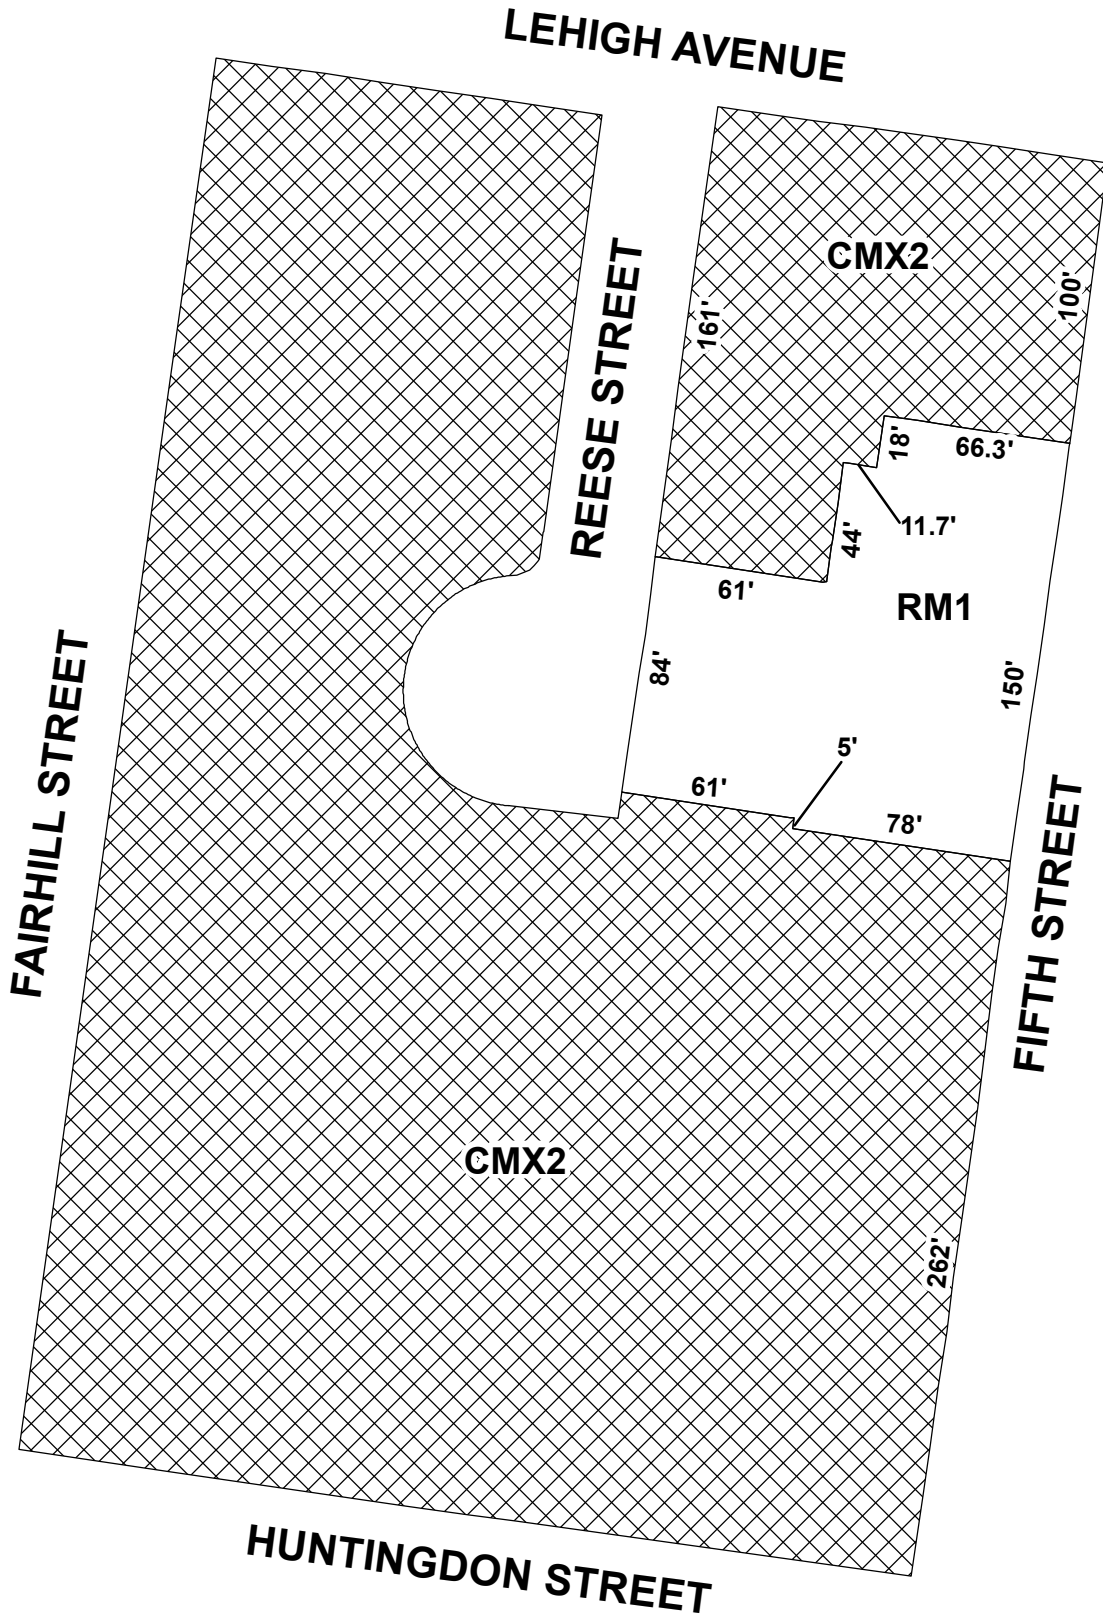 LEHIGH AVENUE
CMX2
100'
161'
REESE STREET
18'
66.3'
11.7'
44'
61'
RM1
84'
150'
FAIRHILL STREET
5'
61'
78'
FIFTH STREET
CMX2
262'
HUNTINGDON STREET